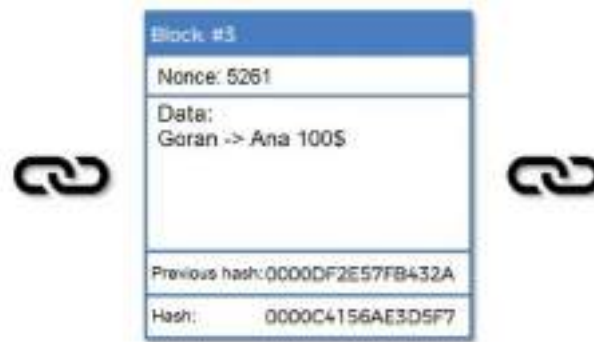 Block #3
Nonce: 5261
Data:
Goran -> Ana 100$
Previous hash: 0000DF2E57FB432A
Hash: 0000C4156AE3D5F7